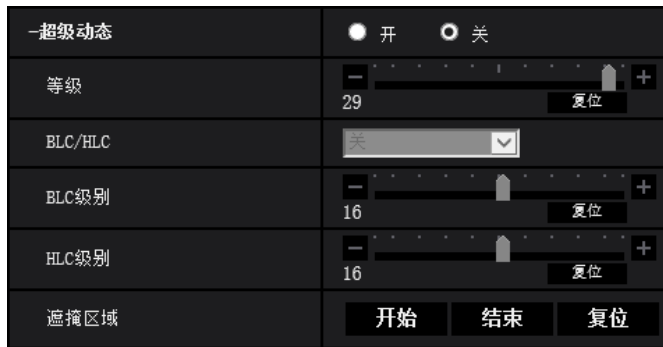 -超级动态 开 关
等级 29 复位
BLC/HLC 关
BLC级别 16 复位
HLC级别 16 复位
遮掩区域 开始 结束 复位